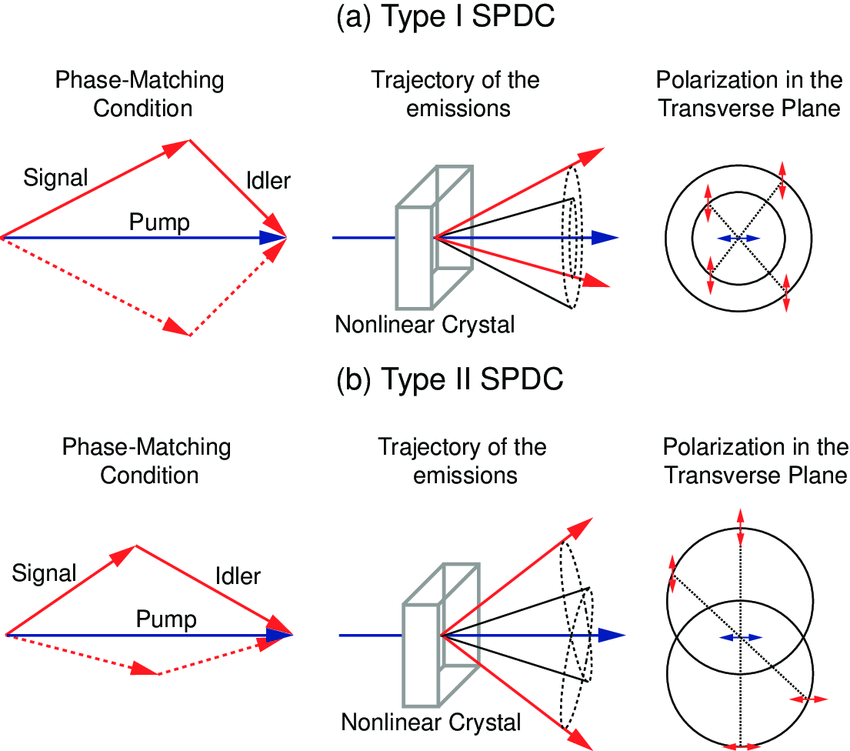 (a) Type I SPDC
Phase-Matching
Condition
Trajectory of the
emissions
Polarization in the
Transverse Plane
Signal
Idler
Pump
Nonlinear Crystal
(b) Type II SPDC
Phase-Matching
Condition
Trajectory of the
emissions
Polarization in the
Transverse Plane
Signal
Idler
Pump
Nonlinear Crystal